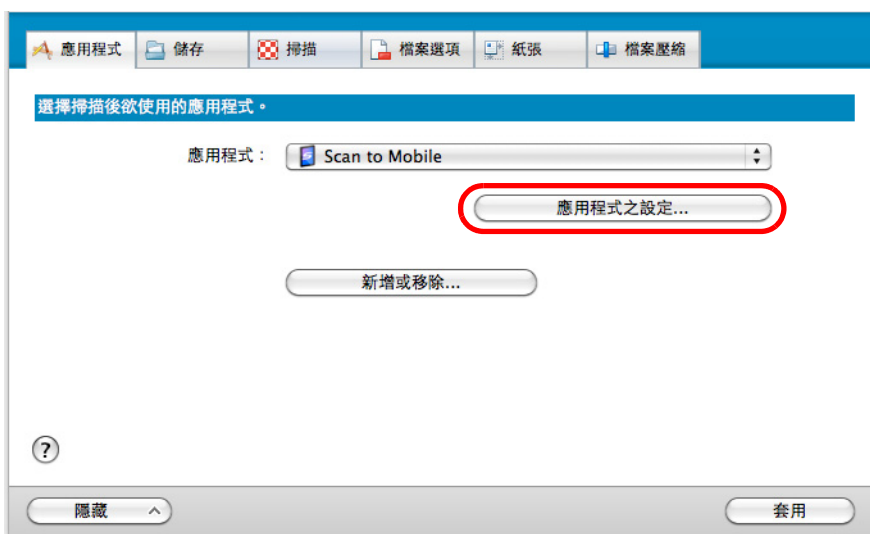 應用程式 儲存 掃描 檔案選項 紙張 檔案壓縮
選擇掃描後欲使用的應用程式。
應用程式： Scan to Mobile
應用程式之設定...
新增或移除...
?
隱藏 套用